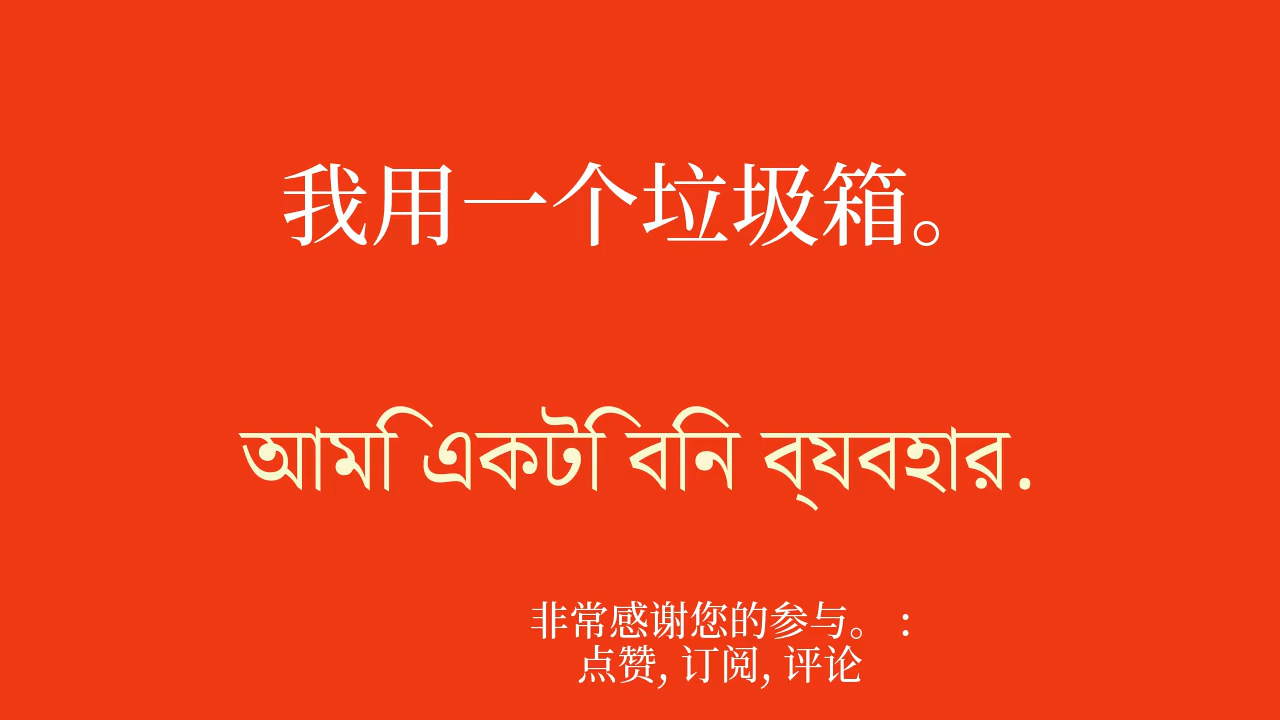 我用一个垃圾箱。
আমি একটি বিন ব্যবহার.
非常感谢您的参与。 :
点赞, 订阅, 评论